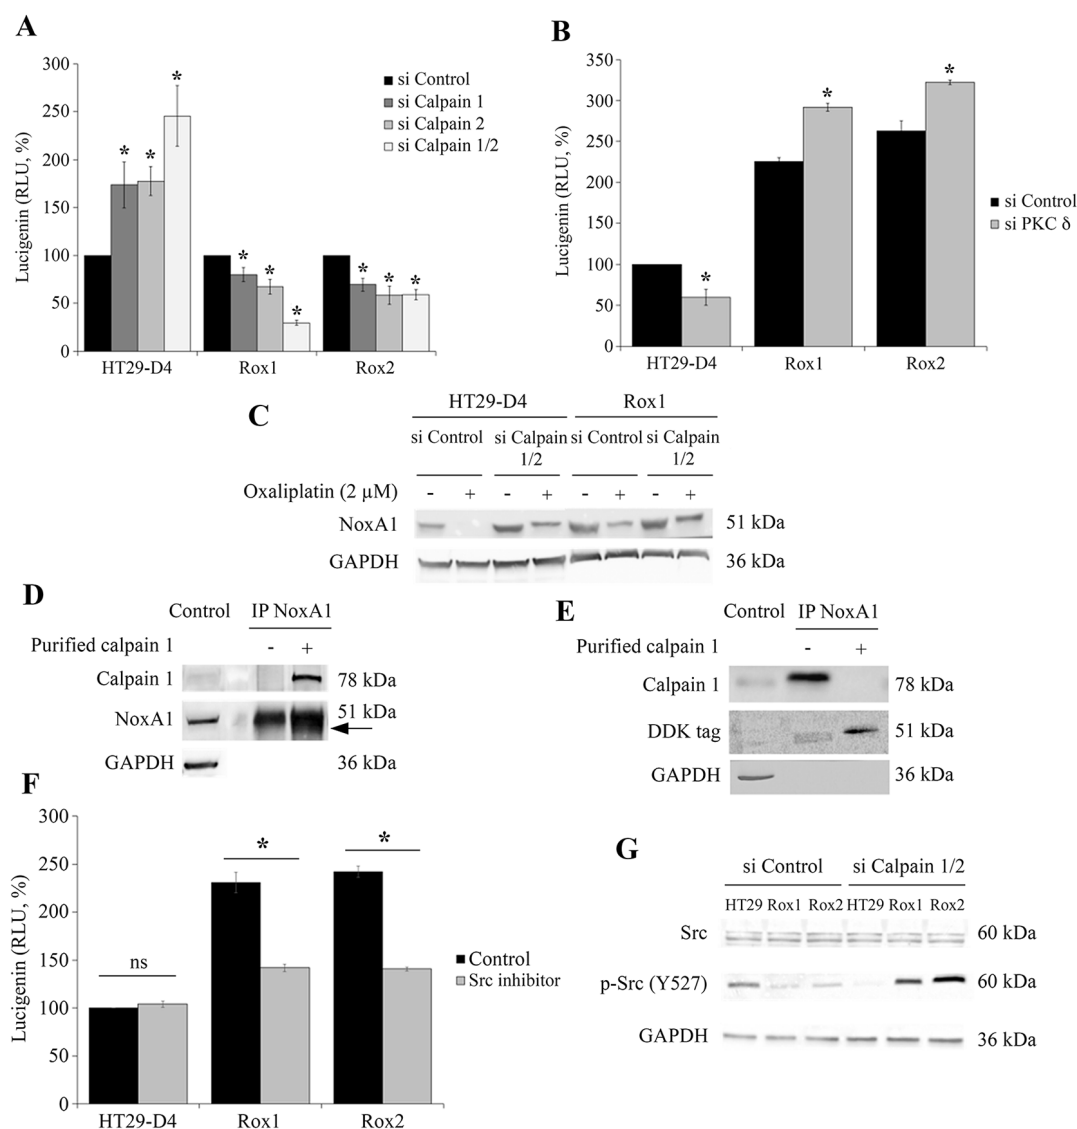 A
Lucigenin (RLU, %)
300
250
200
150
100
50
0
* * * *
* * *
* * *
HT29-D4 Rox1 Rox2
si Control
si Calpain 1
si Calpain 2
si Calpain 1/2
B
Lucigenin (RLU, %)
350
300
250
200
150
100
50
0
* * *
HT29-D4 Rox1 Rox2
si Control
si PKC δ
C
HT29-D4 Rox1
si Control si Calpain 1/2 si Control si Calpain 1/2
Oxaliplatin (2 µM) - + - + - + - +
NoxA1 51 kDa
GAPDH 36 kDa
D
Control IP NoxA1
Purified calpain 1 - +
Calpain 1 78 kDa
NoxA1 51 kDa
GAPDH 36 kDa
E
Control IP NoxA1
Purified calpain 1 - +
Calpain 1 78 kDa
DDK tag 51 kDa
GAPDH 36 kDa
F
Lucigenin (RLU, %)
300
250
200
150
100
50
0
ns * *
HT29-D4 Rox1 Rox2
Control
Src inhibitor
G
si Control si Calpain 1/2
HT29 Rox1 Rox2 HT29 Rox1 Rox2
Src 60 kDa
p-Src (Y527) 60 kDa
GAPDH 36 kDa